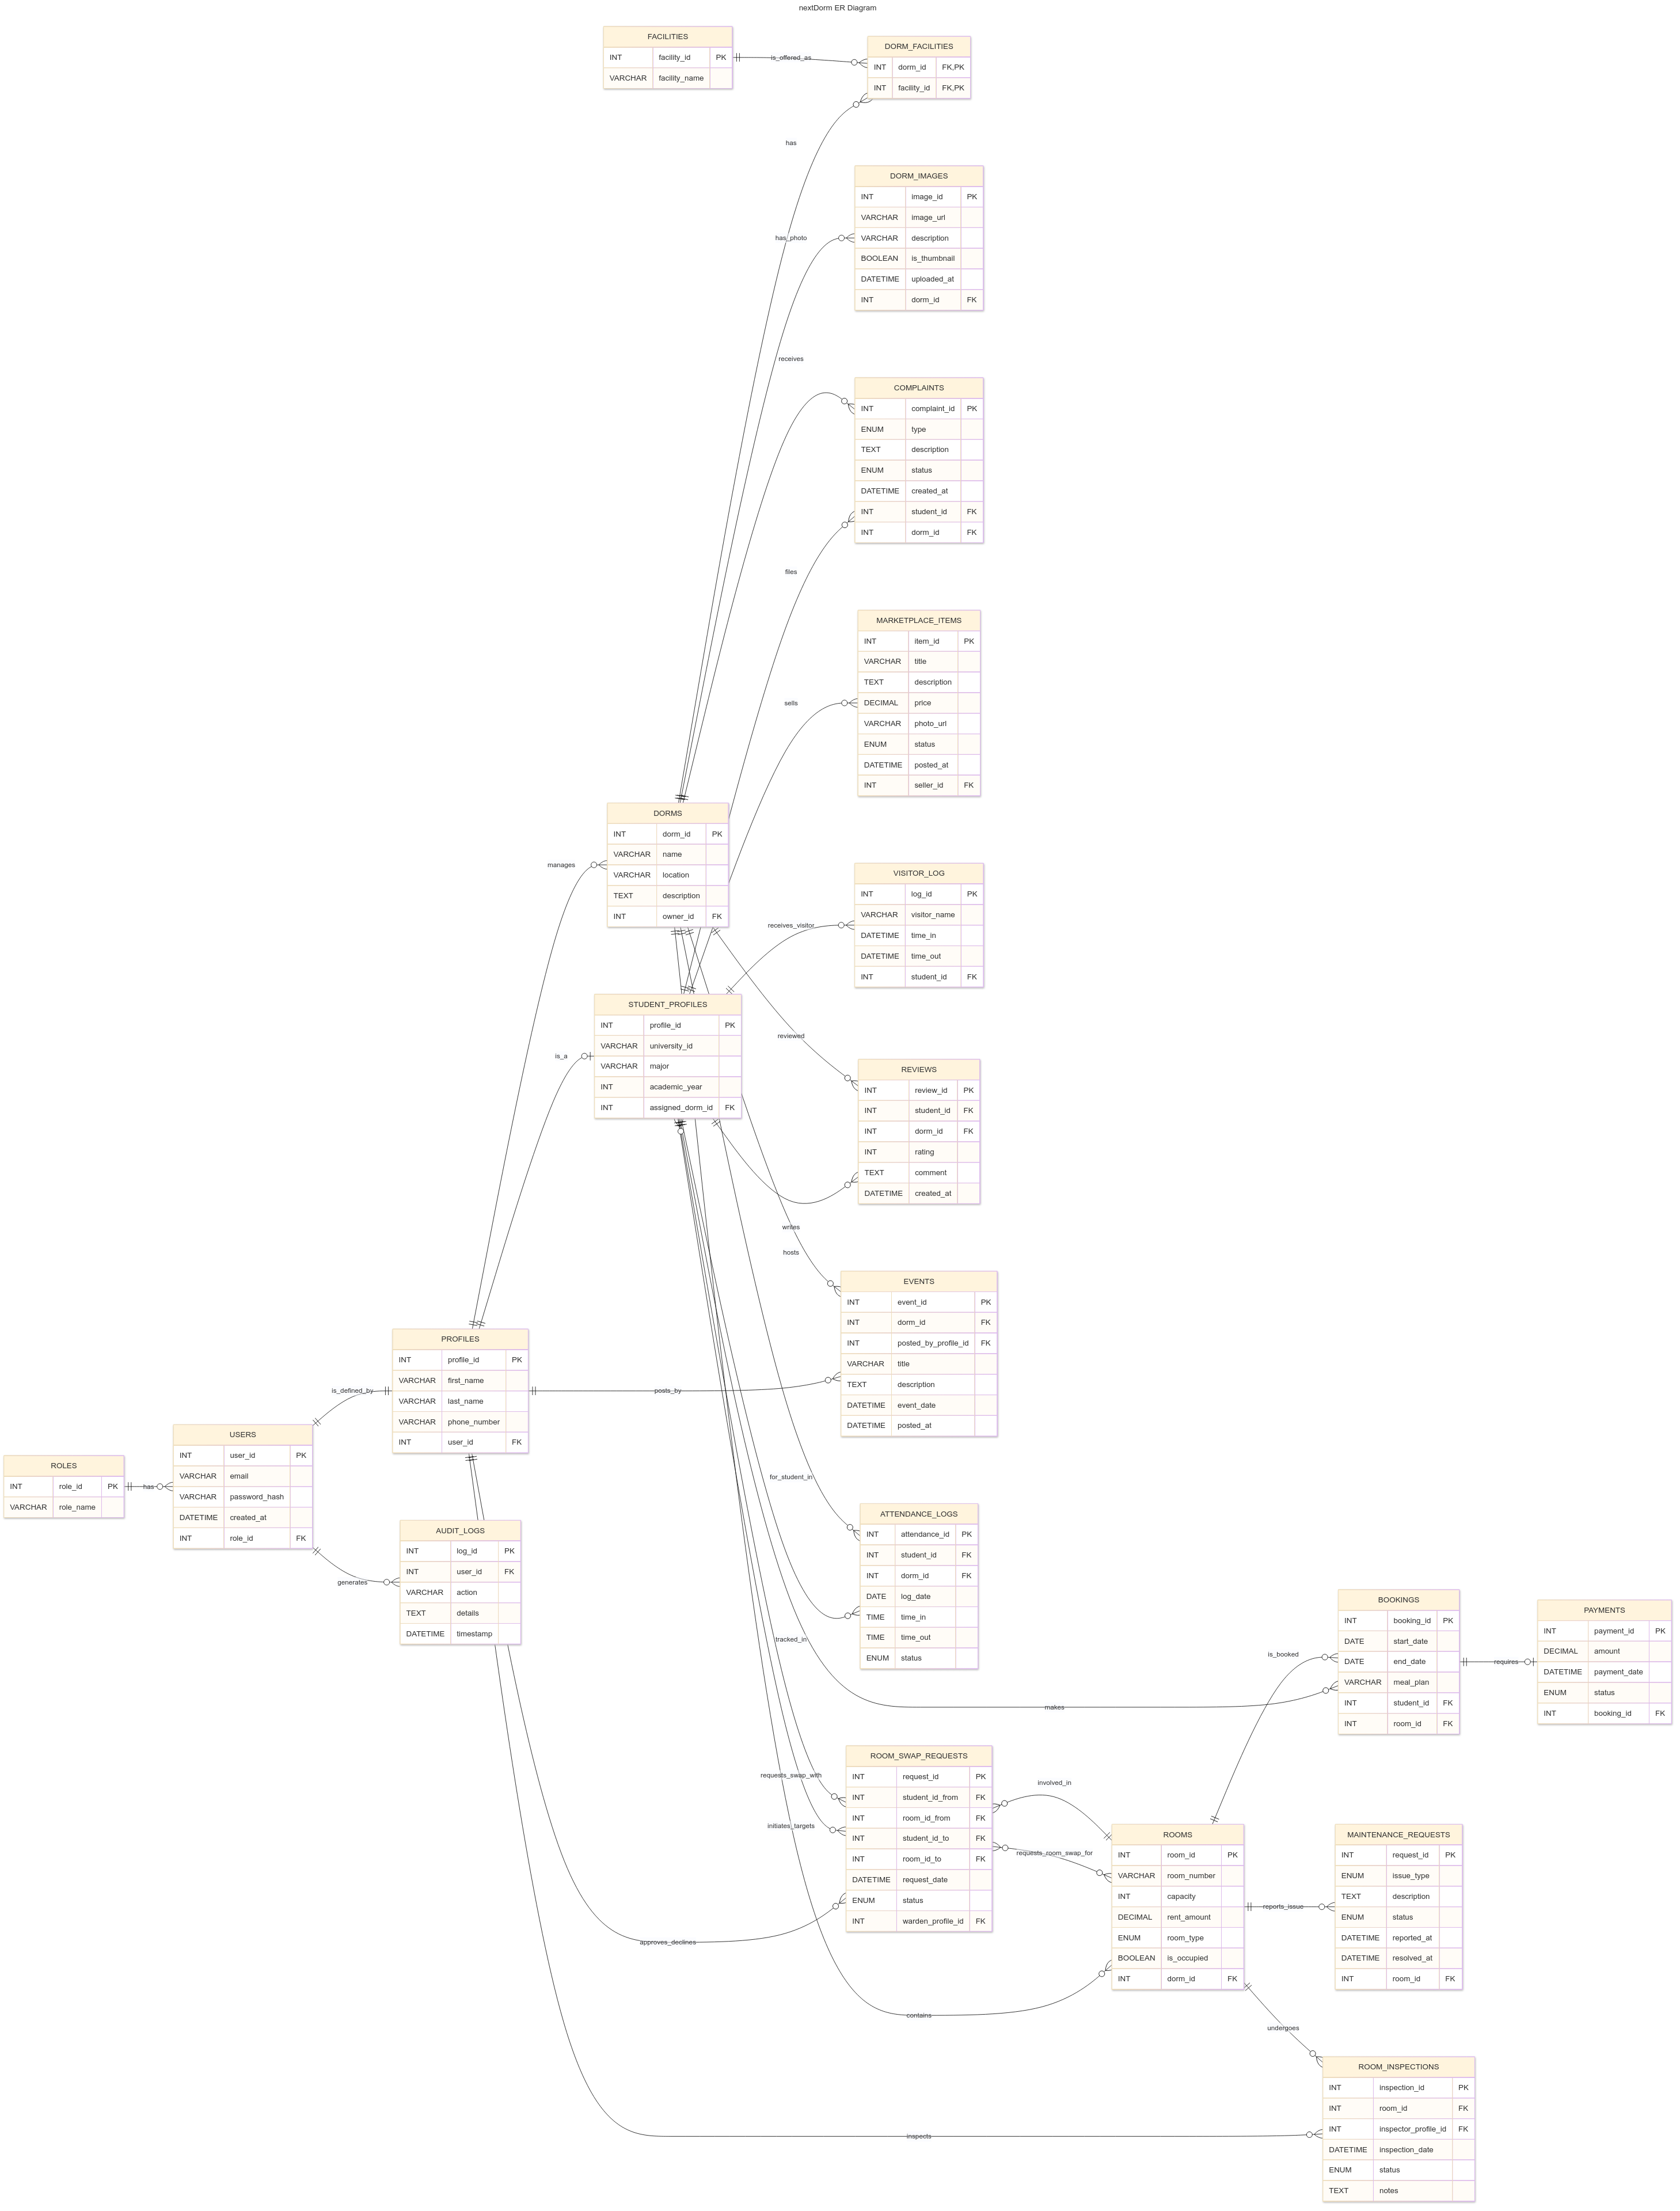 nextDorm ER Diagram
FACILITIES
INT facility_id PK
VARCHAR facility_name
is_offered_as
DORM_FACILITIES
INT dorm_id FK,PK
INT facility_id FK,PK
has
DORM_IMAGES
INT image_id PK
VARCHAR image_url
VARCHAR description
BOOLEAN is_thumbnail
DATETIME uploaded_at
INT dorm_id FK
has_photo
receives
COMPLAINTS
INT complaint_id PK
ENUM type
TEXT description
ENUM status
DATETIME created_at
INT student_id FK
INT dorm_id FK
files
MARKETPLACE_ITEMS
INT item_id PK
VARCHAR title
TEXT description
DECIMAL price
VARCHAR photo_url
ENUM status
DATETIME posted_at
INT seller_id FK
sells
DORMS
INT dorm_id PK
VARCHAR name
VARCHAR location
TEXT description
INT owner_id FK
manages
VISITOR_LOG
INT log_id PK
VARCHAR visitor_name
DATETIME time_in
DATETIME time_out
INT student_id FK
receives_visitor
STUDENT_PROFILES
INT profile_id PK
VARCHAR university_id
VARCHAR major
INT academic_year
INT assigned_dorm_id FK
is_a
reviewed
REVIEWS
INT review_id PK
INT student_id FK
INT dorm_id FK
INT rating
TEXT comment
DATETIME created_at
writes
hosts
EVENTS
INT event_id PK
INT dorm_id FK
INT posted_by_profile_id FK
VARCHAR title
TEXT description
DATETIME event_date
DATETIME posted_at
PROFILES
INT profile_id PK
VARCHAR first_name
VARCHAR last_name
VARCHAR phone_number
INT user_id FK
posts_by
is_defined_by
USERS
INT user_id PK
VARCHAR email
VARCHAR password_hash
DATETIME created_at
INT role_id FK
ROLES
INT role_id PK
VARCHAR role_name
has
generates
AUDIT_LOGS
INT log_id PK
INT user_id FK
VARCHAR action
TEXT details
DATETIME timestamp
for_student_in
ATTENDANCE_LOGS
INT attendance_id PK
INT student_id FK
INT dorm_id FK
DATE log_date
TIME time_in
TIME time_out
ENUM status
tracked_in
makes
BOOKINGS
INT booking_id PK
DATE start_date
DATE end_date
VARCHAR meal_plan
INT student_id FK
INT room_id FK
is_booked
requires
PAYMENTS
INT payment_id PK
DECIMAL amount
DATETIME payment_date
ENUM status
INT booking_id FK
ROOM_SWAP_REQUESTS
INT request_id PK
INT student_id_from FK
INT room_id_from FK
INT student_id_to FK
INT room_id_to FK
DATETIME request_date
ENUM status
INT warden_profile_id FK
requests_swap_with
initiates_targets
approves_declines
involved_in
requests_room_swap_for
ROOMS
INT room_id PK
VARCHAR room_number
INT capacity
DECIMAL rent_amount
ENUM room_type
BOOLEAN is_occupied
INT dorm_id FK
contains
reports_issue
MAINTENANCE_REQUESTS
INT request_id PK
ENUM issue_type
TEXT description
ENUM status
DATETIME reported_at
DATETIME resolved_at
INT room_id FK
undergoes
inspects
ROOM_INSPECTIONS
INT inspection_id PK
INT room_id FK
INT inspector_profile_id FK
DATETIME inspection_date
ENUM status
TEXT notes